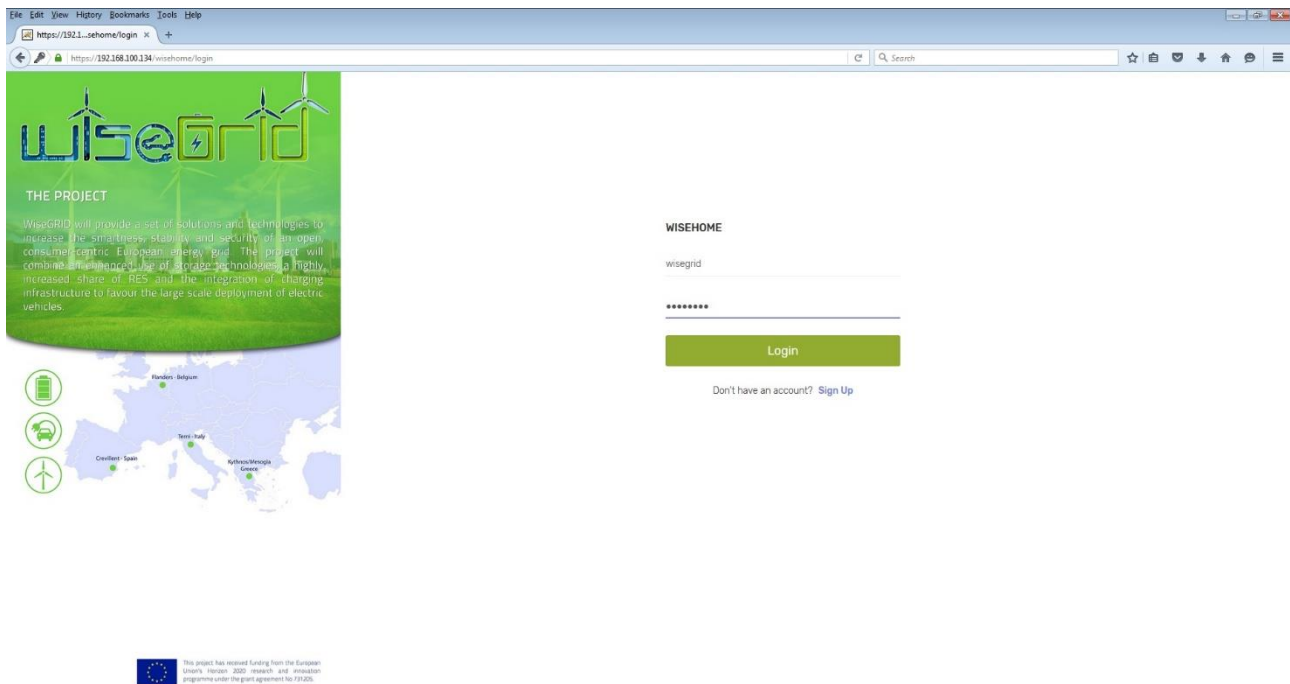 File Edit View History Bookmarks Tools Help
https://192.1...sehome/login × +
https://192.168.100.134/wisehome/login
Search
wiseGrid
THE PROJECT
WiseGRID will provide a set of solutions and technologies to
increase the smartness, stability and security of an open,
consumer-centric European energy grid. The project will
combine an enhanced use of storage technologies, a highly
increased share of RES and the integration of charging
infrastructure to favour the large scale deployment of electric
vehicles.
Flanders - Belgium
Terni - Italy
Crevillent - Spain
Kythnos/Mesogia
Greece
WISEHOME
wisegrid
••••••••
Login
Don't have an account? Sign Up
This project has received funding from the European
Union's Horizon 2020 research and innovation
programme under the grant agreement No 731205.